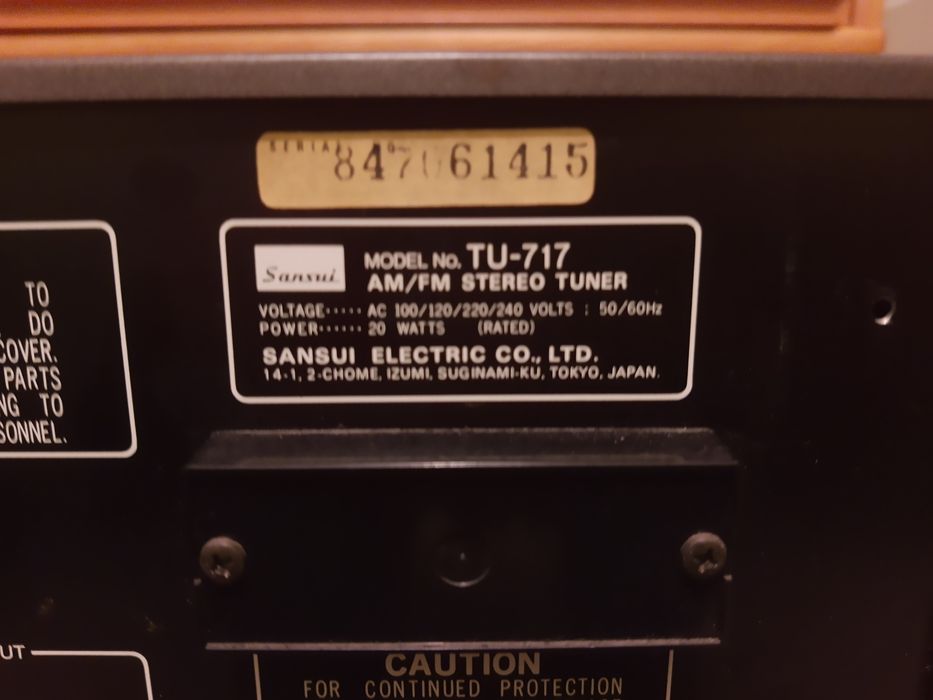 SERIAL No.
847061415
Sansui
MODEL No. TU-717
AM/FM STEREO TUNER
VOLTAGE····· AC 100/120/220/240 VOLTS : 50/60Hz
POWER······ 20 WATTS (RATED)
SANSUI ELECTRIC CO., LTD.
14-1, 2-CHOME, IZUMI, SUGINAMI-KU, TOKYO, JAPAN.
TO
DO
COVER.
PARTS
TO
CAUTION
FOR CONTINUED PROTECTION